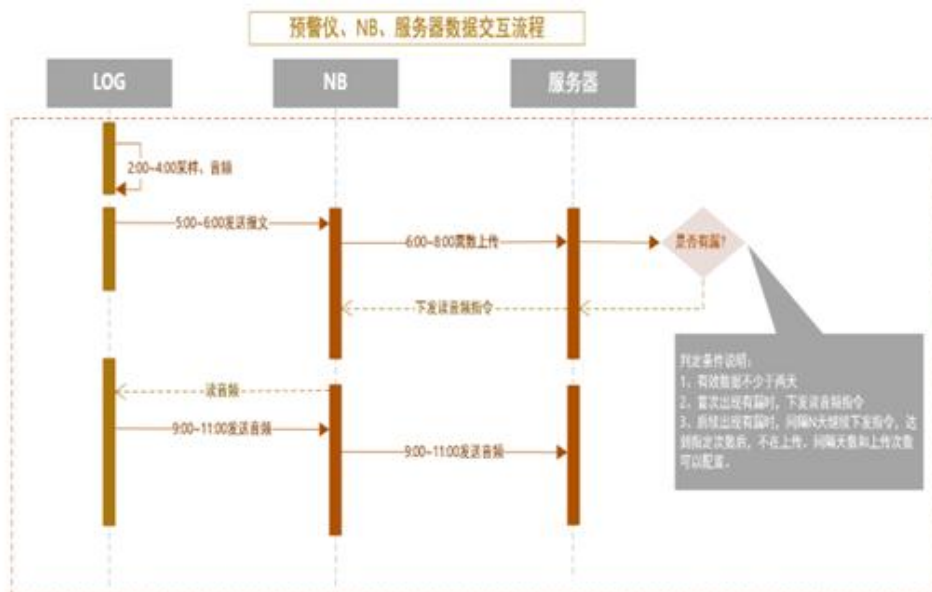 预警仪、NB、服务器数据交互流程
LOG
NB
服务器
2:00~4:00采样、音频
5:00~6:00发送报文
6:00~8:00离散上传
是否有漏?
下发读音频指令
判定条件说明:
1、有效数据不少于两天
2、首次出现有漏时,下发读音频指令
3、后续出现有漏时,间隔N天继续下发指令,达
到指定次数后,不在上传。间隔天数和上传次数
可以配置。
读音频
9:00~11:00发送音频
9:00~11:00发送音频